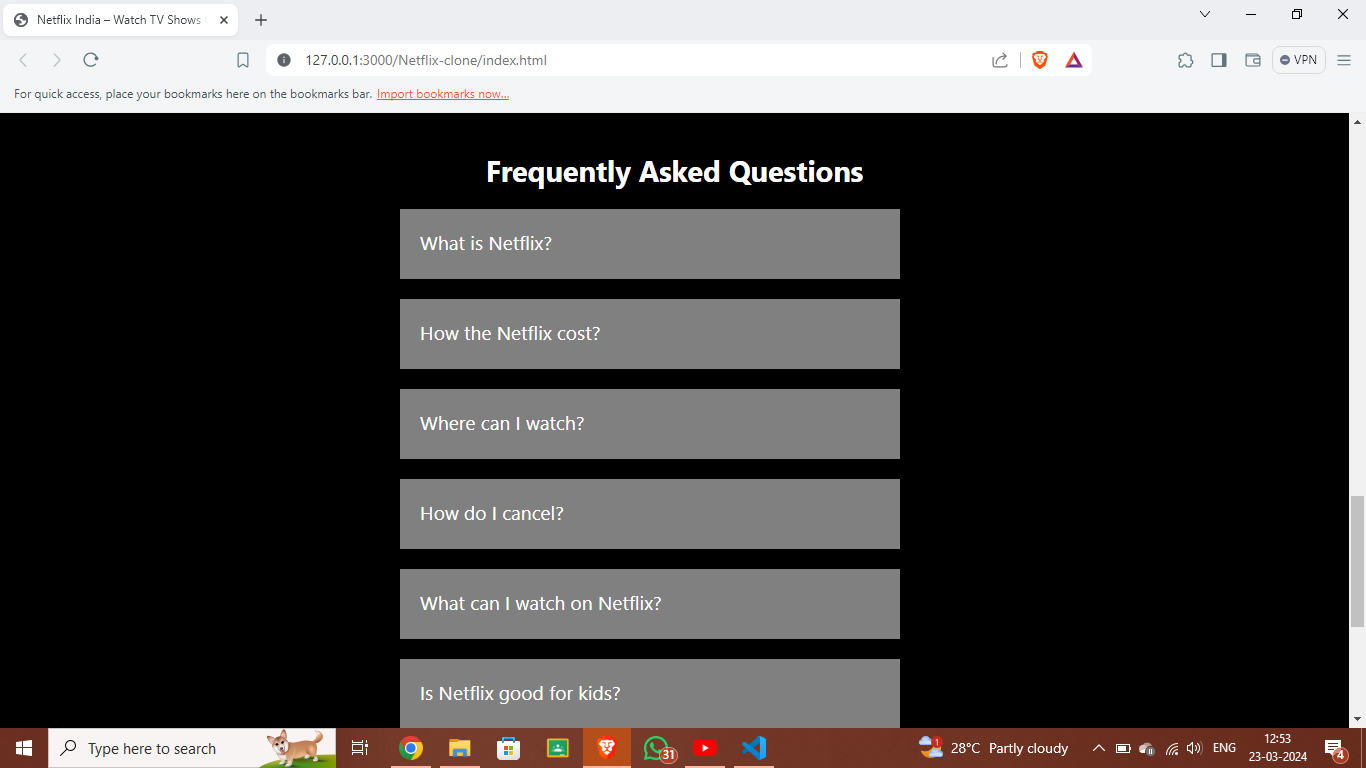 Netflix India – Watch TV Shows
127.0.0.1:3000/Netflix-clone/index.html
VPN
For quick access, place your bookmarks here on the bookmarks bar. Import bookmarks now...
Frequently Asked Questions
What is Netflix?
How the Netflix cost?
Where can I watch?
How do I cancel?
What can I watch on Netflix?
Is Netflix good for kids?
Type here to search
31
1
28°C Partly cloudy
ENG
12:53
23-03-2024
4